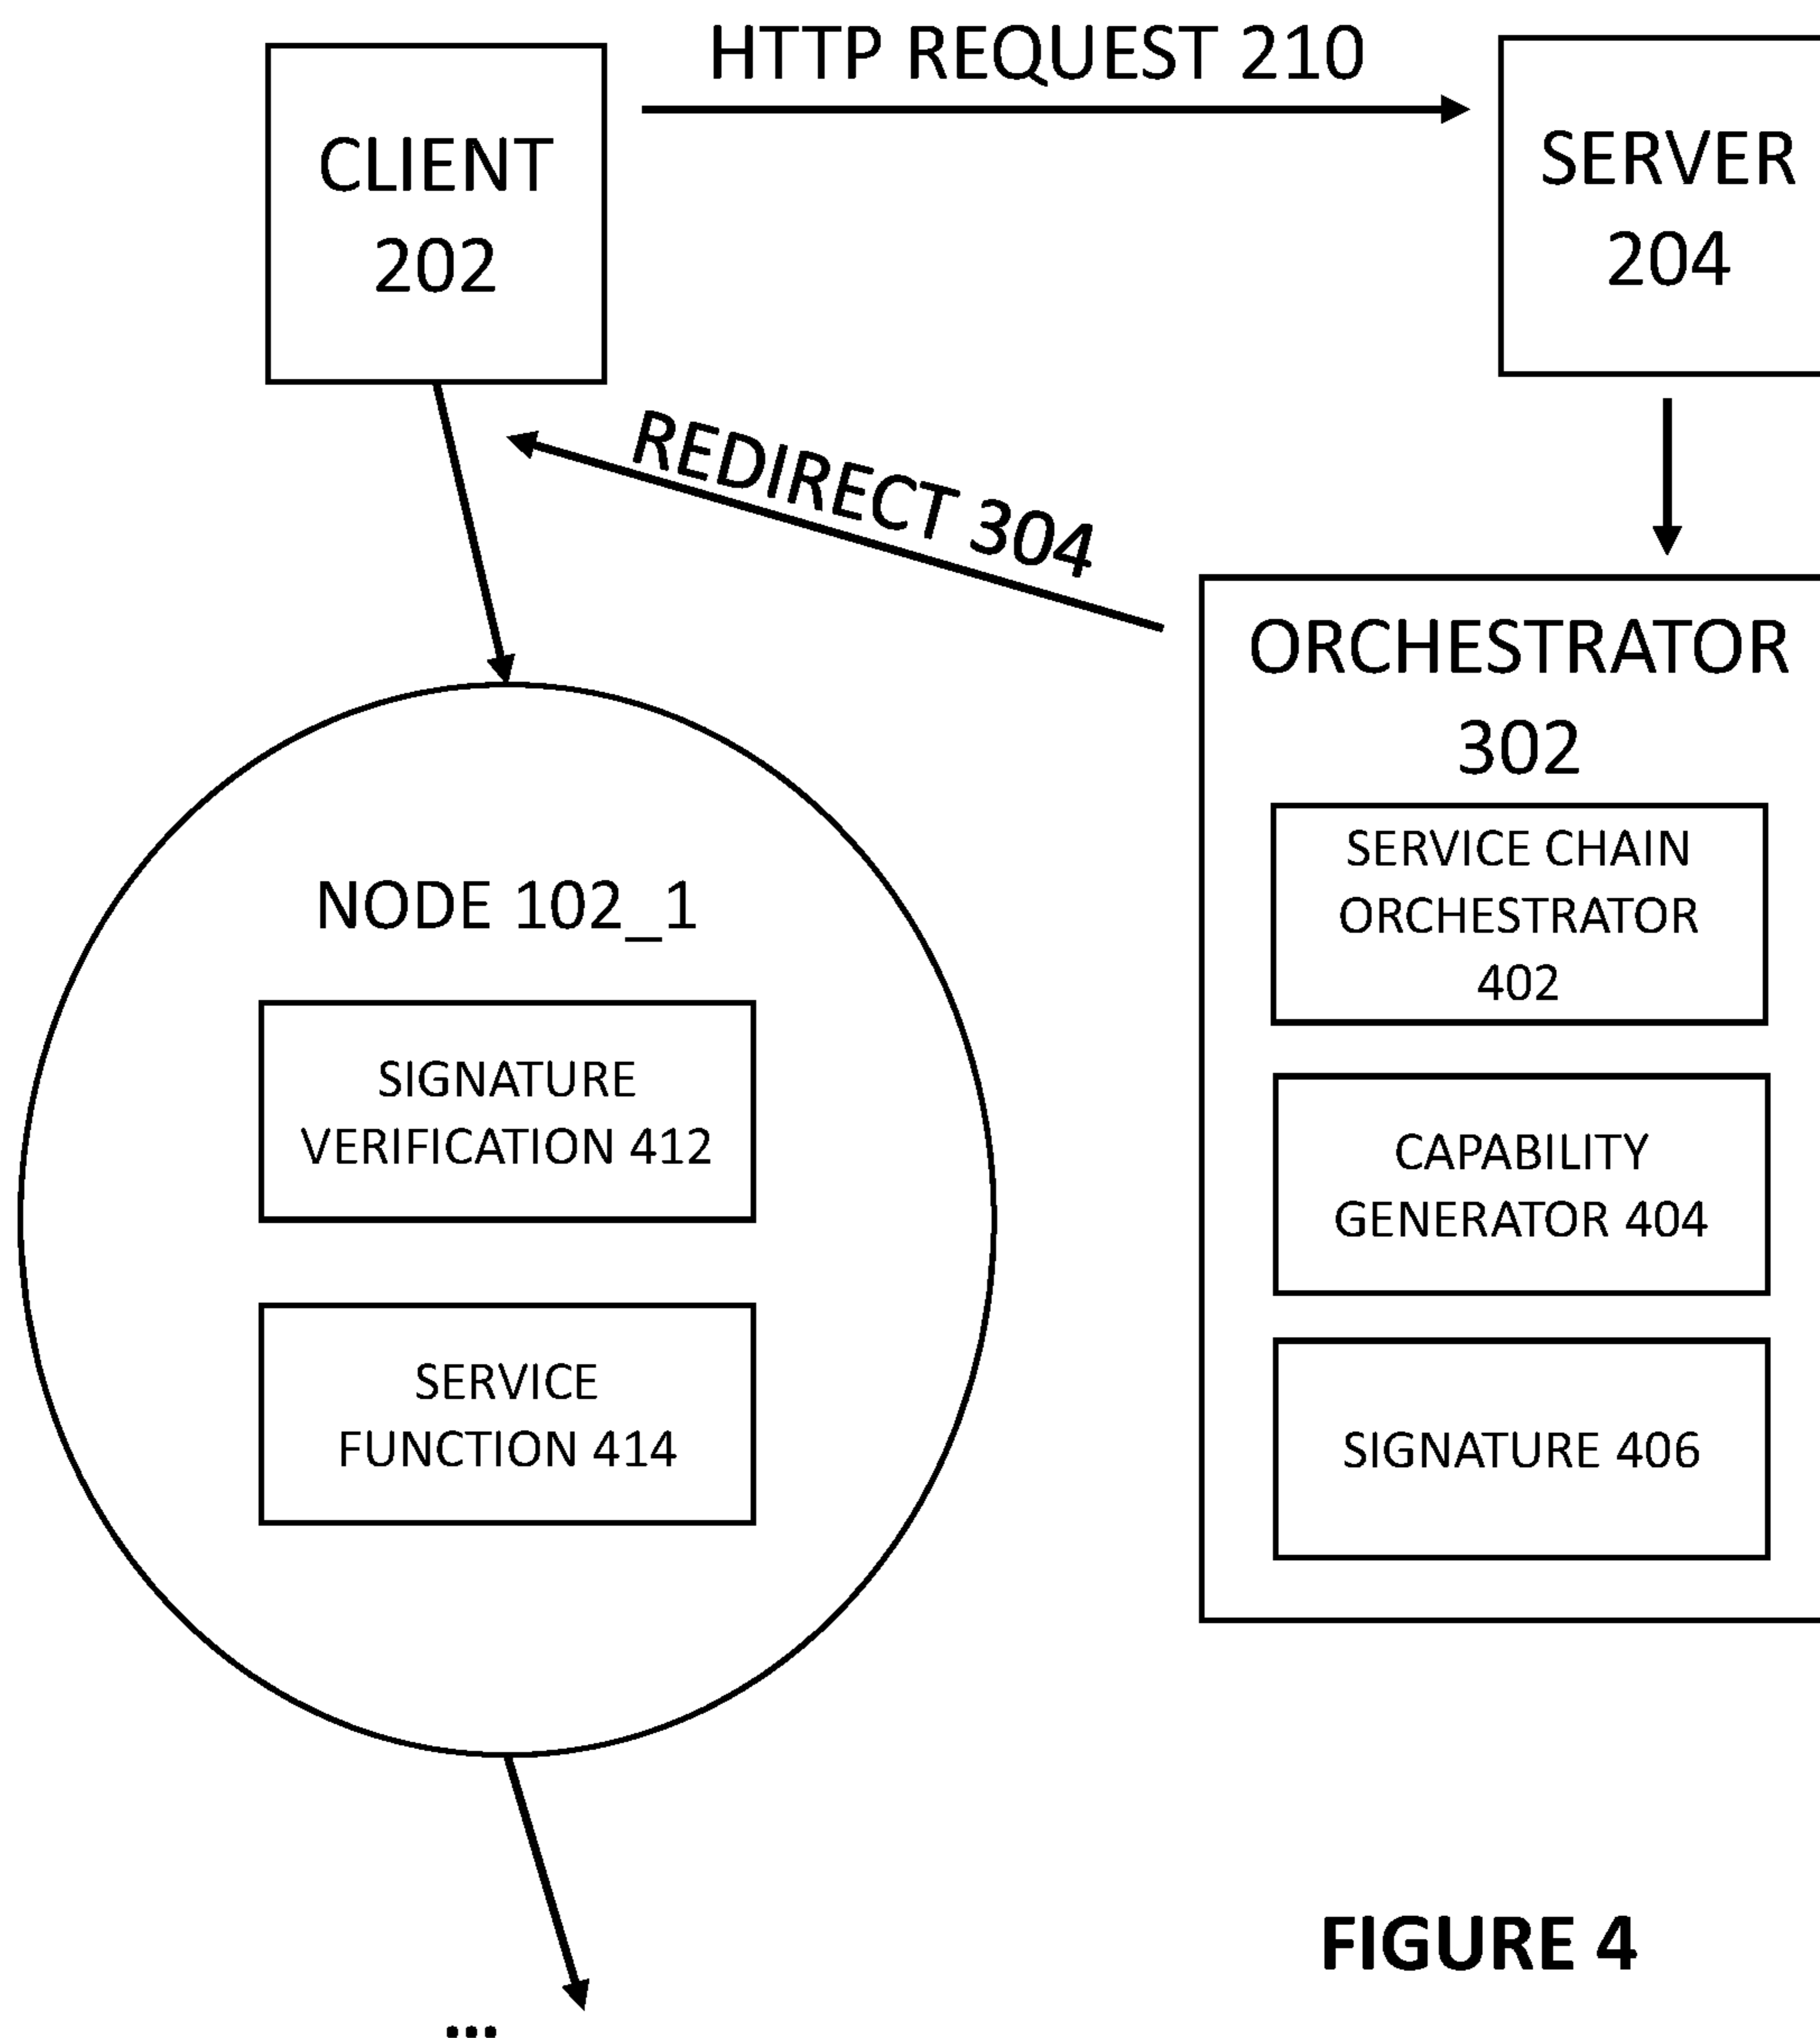 HTTP REQUEST 210
CLIENT
202
SERVER
204
REDIRECT 304
ORCHESTRATOR
302
SERVICE CHAIN
ORCHESTRATOR
402
CAPABILITY
GENERATOR 404
SIGNATURE 406
NODE 102_1
SIGNATURE
VERIFICATION 412
SERVICE
FUNCTION 414
...
FIGURE 4